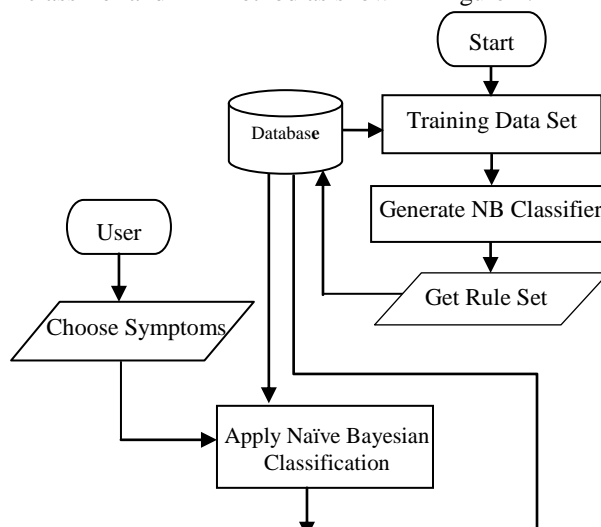 Start
Database
Training Data Set
Generate NB Classifier
User
Get Rule Set
Choose Symptoms
Apply Naïve Bayesian
Classification